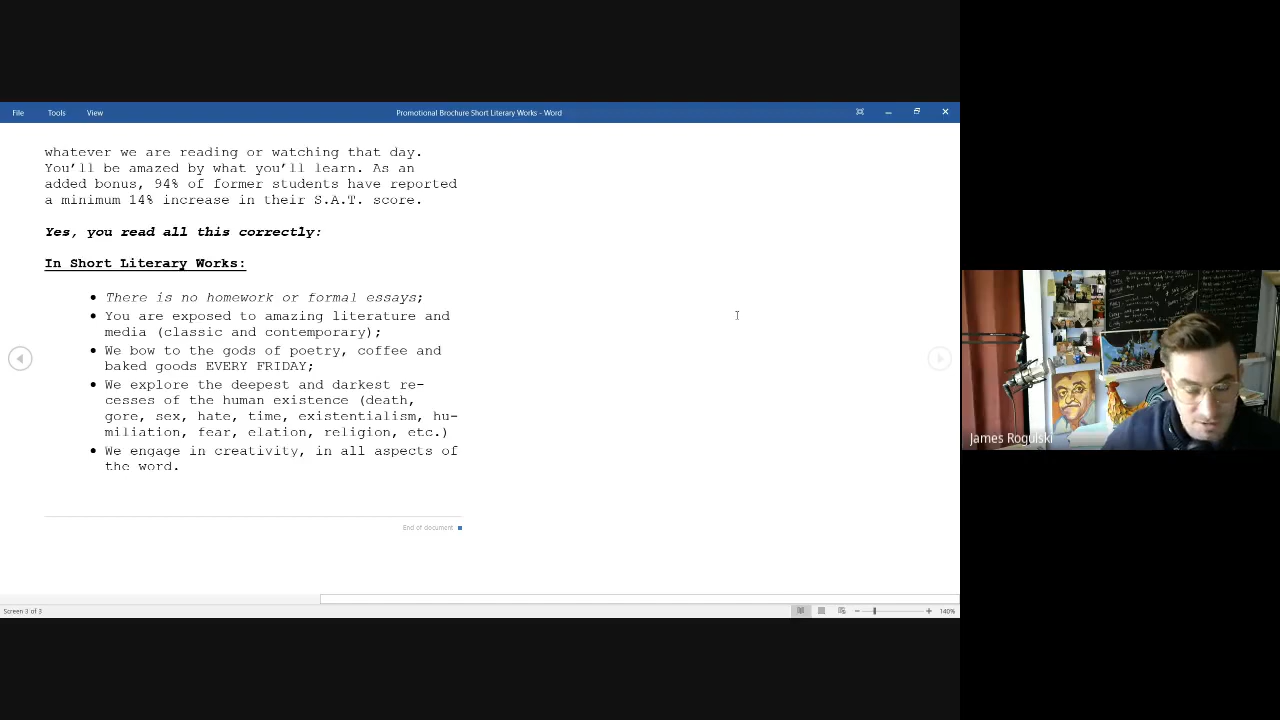 File Tools View Promotional Brochure Short Literary Works - Word
whatever we are reading or watching that day.
You'll be amazed by what you'll learn. As an
added bonus, 94% of former students have reported
a minimum 14% increase in their S.A.T. score.
Yes, you read all this correctly:
In Short Literary Works:
• There is no homework or formal essays;
• You are exposed to amazing literature and
media (classic and contemporary);
• We bow to the gods of poetry, coffee and
baked goods EVERY FRIDAY;
• We explore the deepest and darkest re-
cesses of the human existence (death,
gore, sex, hate, time, existentialism, hu-
miliation, fear, elation, religion, etc.)
• We engage in creativity, in all aspects of
the word.
End of document
Screen 3 of 3
140%
James Rogulski